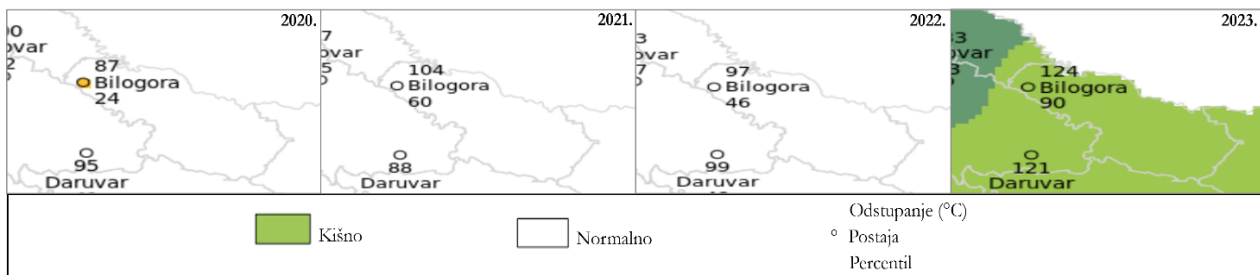 2020.
87
Bilogora
24
95
Daruvar
2021.
104
Bilogora
60
88
Daruvar
2022.
97
Bilogora
46
99
Daruvar
2023.
124
Bilogora
90
121
Daruvar
Kišno
Normalno
Odstupanje (°C)
Postaja
Percentil